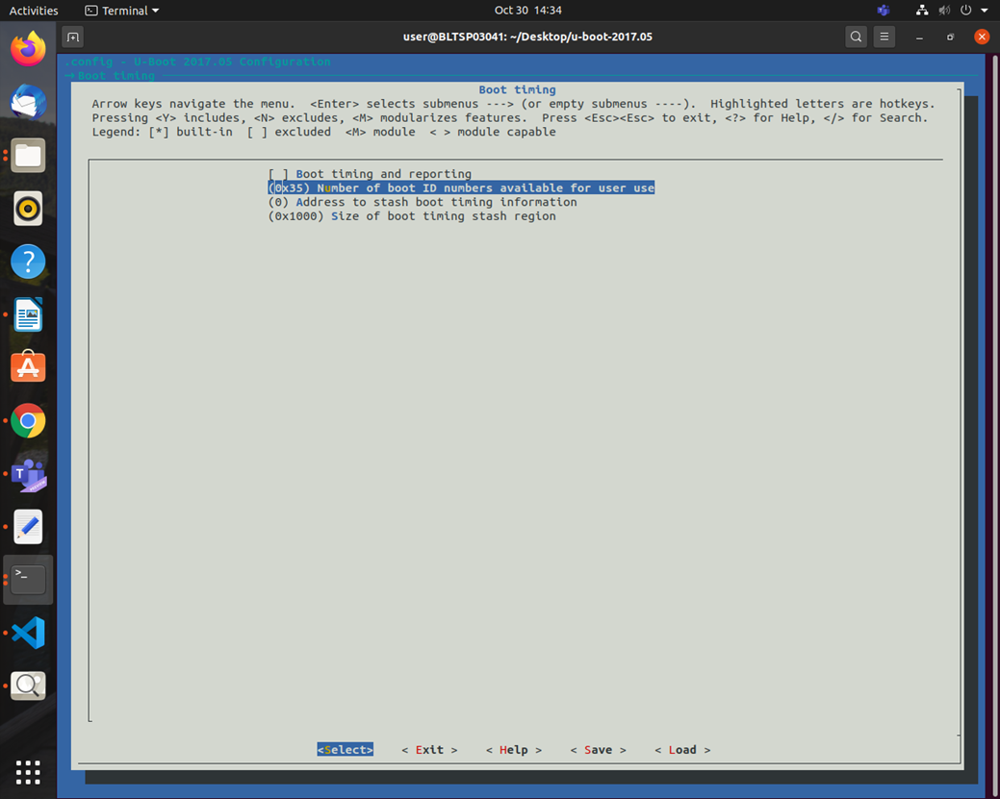 Activities Terminal Oct 30 14:34
user@BLTSP03041: ~/Desktop/u-boot-2017.05
.config - U-Boot 2017.05 Configuration
→ Boot timing
Boot timing
Arrow keys navigate the menu. <Enter> selects submenus ---> (or empty submenus ----). Highlighted letters are hotkeys.
Pressing <Y> includes, <N> excludes, <M> modularizes features. Press <Esc><Esc> to exit, <?> for Help, </> for Search.
Legend: [*] built-in [ ] excluded <M> module < > module capable
[ ] Boot timing and reporting
(0x35) Number of boot ID numbers available for user use
(0) Address to stash boot timing information
(0x1000) Size of boot timing stash region
<Select> < Exit > < Help > < Save > < Load >